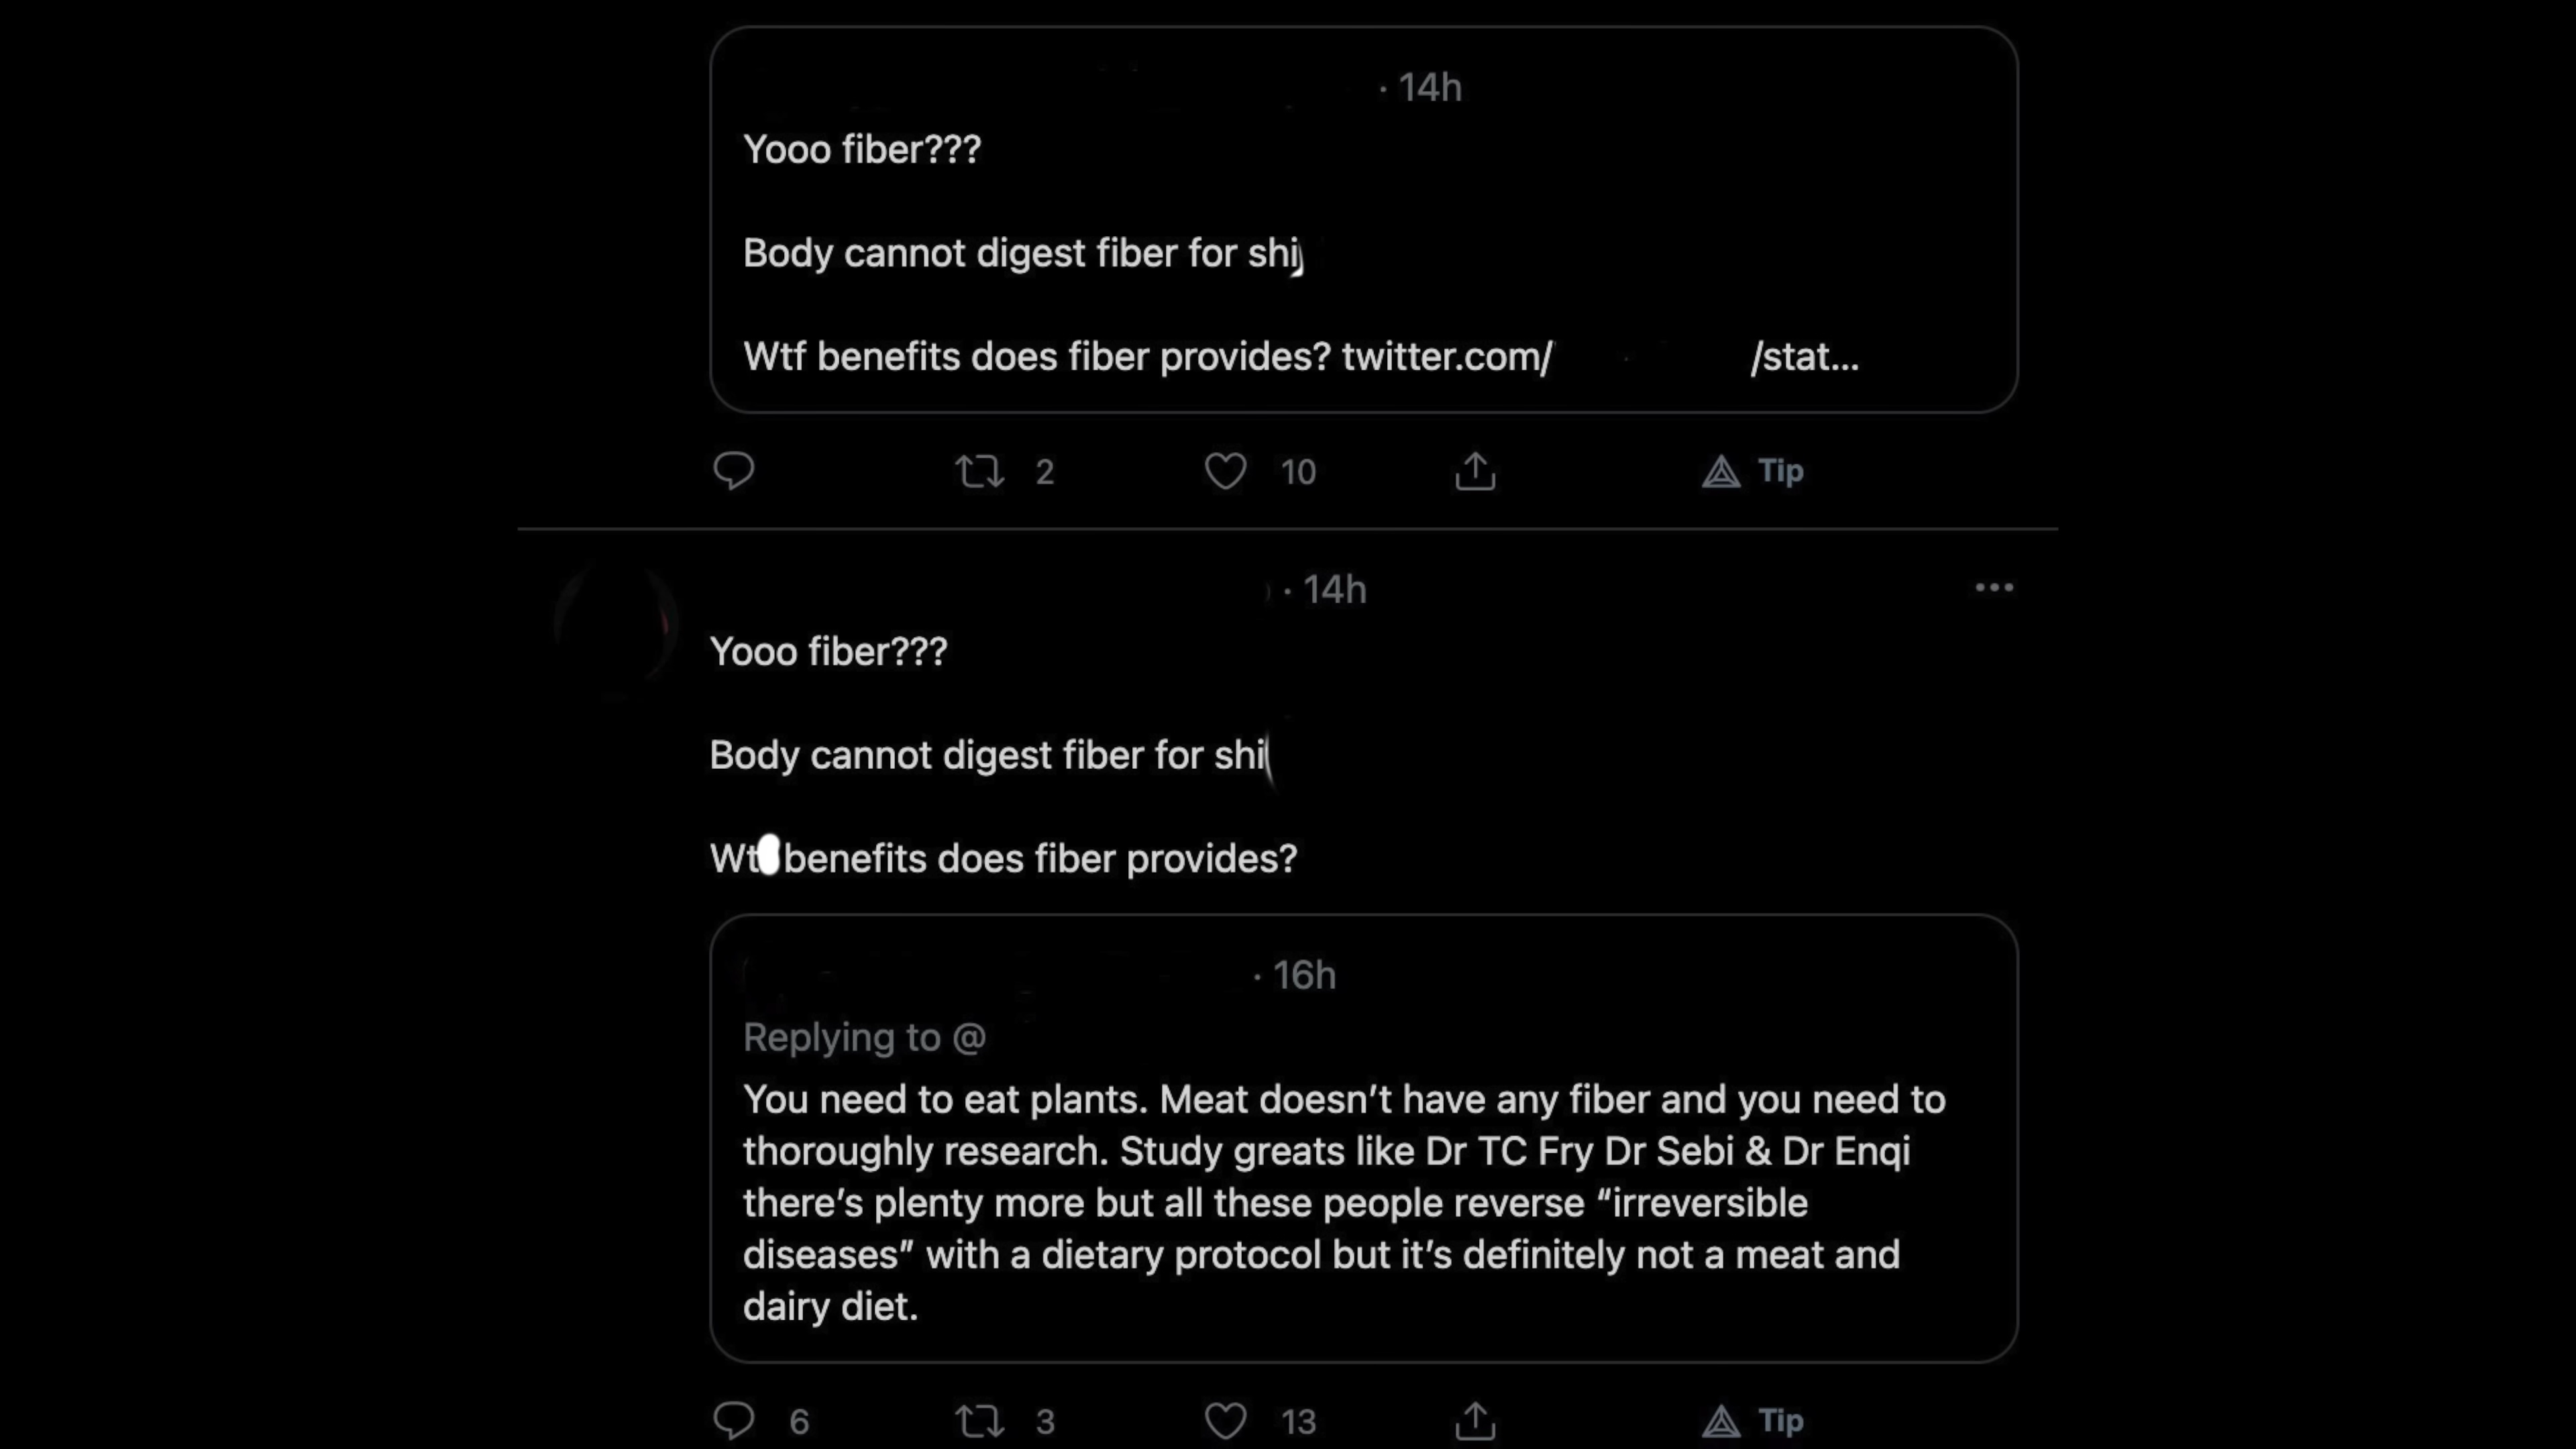 · 14h
Yooo fiber???
Body cannot digest fiber for
Wtf benefits does fiber provides? twitter.com/ /stat...
2 10 Tip
· 14h
Yooo fiber???
Body cannot digest fiber for
benefits does fiber provides?
· 16h
Replying to @
You need to eat plants. Meat doesn’t have any fiber and you need to
thoroughly research. Study greats like Dr TC Fry Dr Sebi & Dr Enqi
there’s plenty more but all these people reverse “irreversible
diseases” with a dietary protocol but it’s definitely not a meat and
dairy diet.
6 3 13 Tip